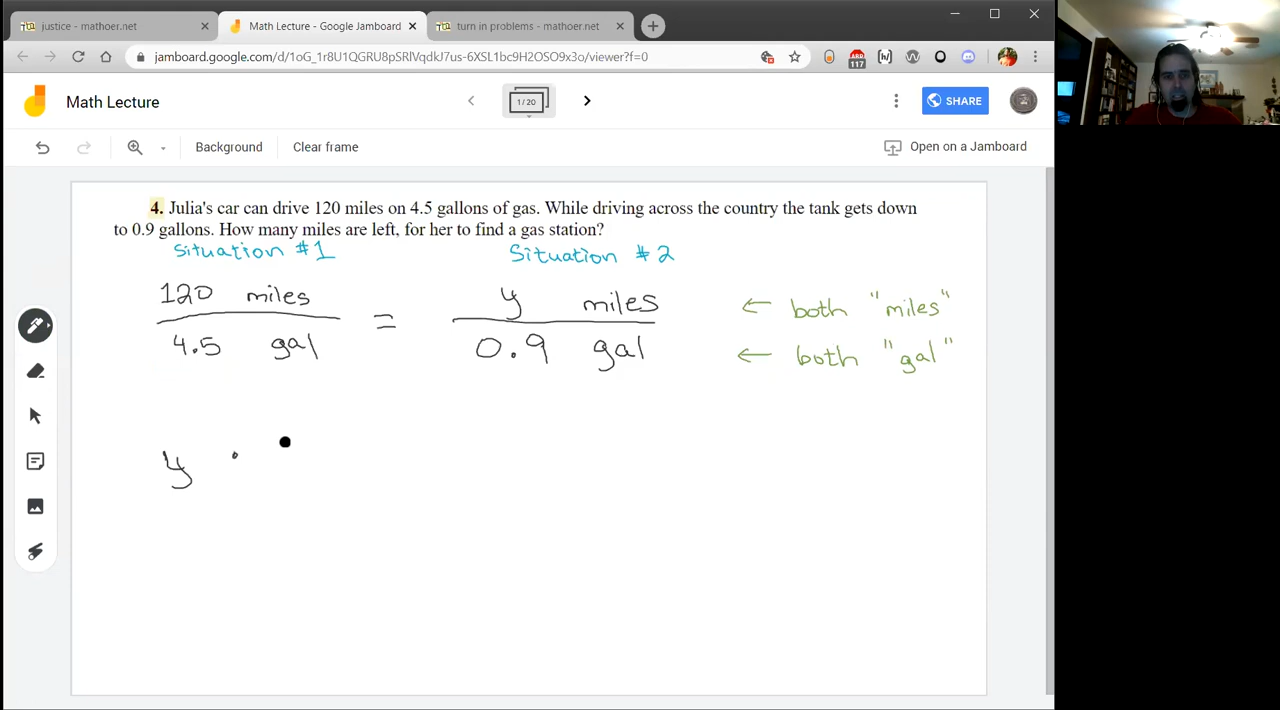 justice - mathoer.net
Math Lecture - Google Jamboard
turn in problems - mathoer.net
jamboard.google.com/d/1oG_1r8U1QGRU8pSRlVqdkJ7us-6XSL1bc9H2OSO9x3o/viewer?f=0
ABP
117
Math Lecture
1/20
SHARE
Background
Clear frame
Open on a Jamboard
4. Julia's car can drive 120 miles on 4.5 gallons of gas. While driving across the country the tank gets down
to 0.9 gallons. How many miles are left, for her to find a gas station?
Situation #1
Situation #2
120 miles
4.5 gal
=
y miles
0.9 gal
← both "miles"
← both "gal"
y ·